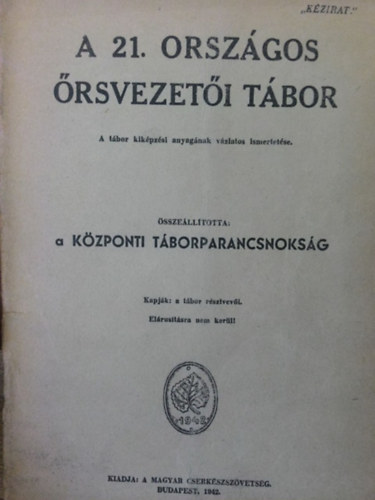 „KÉZIRAT."
A 21. ORSZÁGOS
ŐRSVEZETŐI TÁBOR
A tábor kiképzési anyagának vázlatos ismertetése.
ÖSSZEÁLLÍTOTTA:
a KÖZPONTI TÁBORPARANCSNOKSÁG
Kapják: a tábor résztvevői.
Elárusításra nem kerül!
1942
KIADJA: A MAGYAR CSERKÉSZSZÖVETSÉG.
BUDAPEST, 1942.